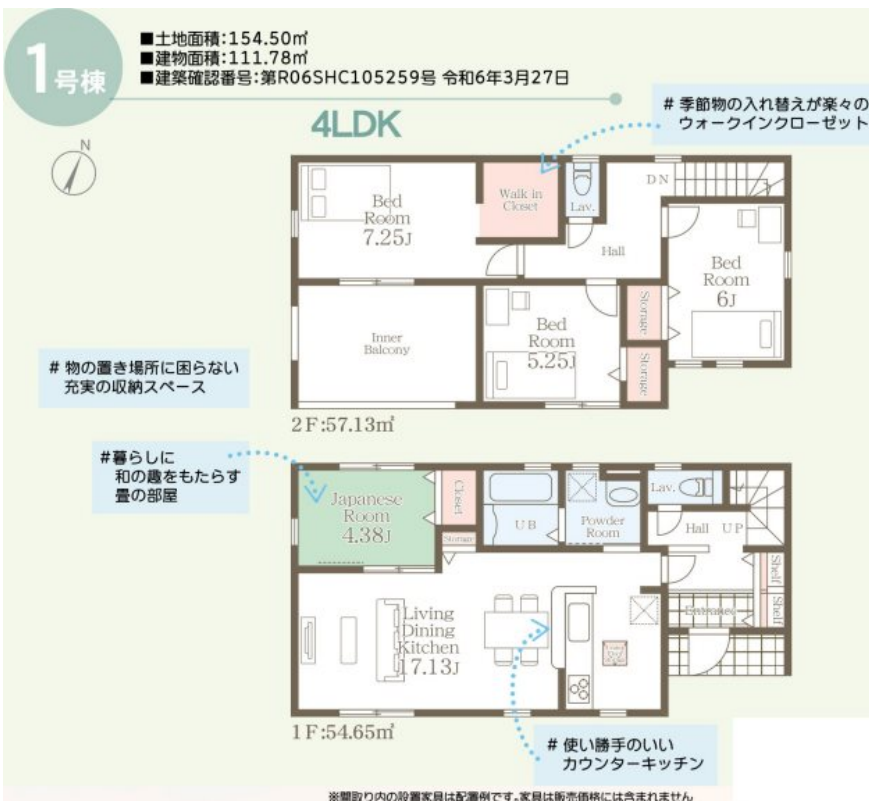 1号棟
■土地面積:154.50㎡
■建物面積:111.78㎡
■建築確認番号:第R06SHC105259号 令和6年3月27日
4LDK
# 季節物の入れ替えが楽々の
ウォークインクローゼット
N
Bed
Room
7.25J
Walk in
Closet
Lav.
DN
Hall
Bed
Room
6J
Inner
Balcony
Bed
Room
5.25J
Storage
Storage
# 物の置き場所に困らない
充実の収納スペース
2F:57.13㎡
#暮らしに
和の趣をもたらす
畳の部屋
Japanese
Room
4.38J
Closet
Storage
UB
Powder
Room
Lav.
Hall
UP
Shelf
Shelf
Entrance
Living
Dining
Kitchen
17.13J
1F:54.65㎡
# 使い勝手のいい
カウンターキッチン
※間取り内の設置家具は配置例です。家具は販売価格には含まれません